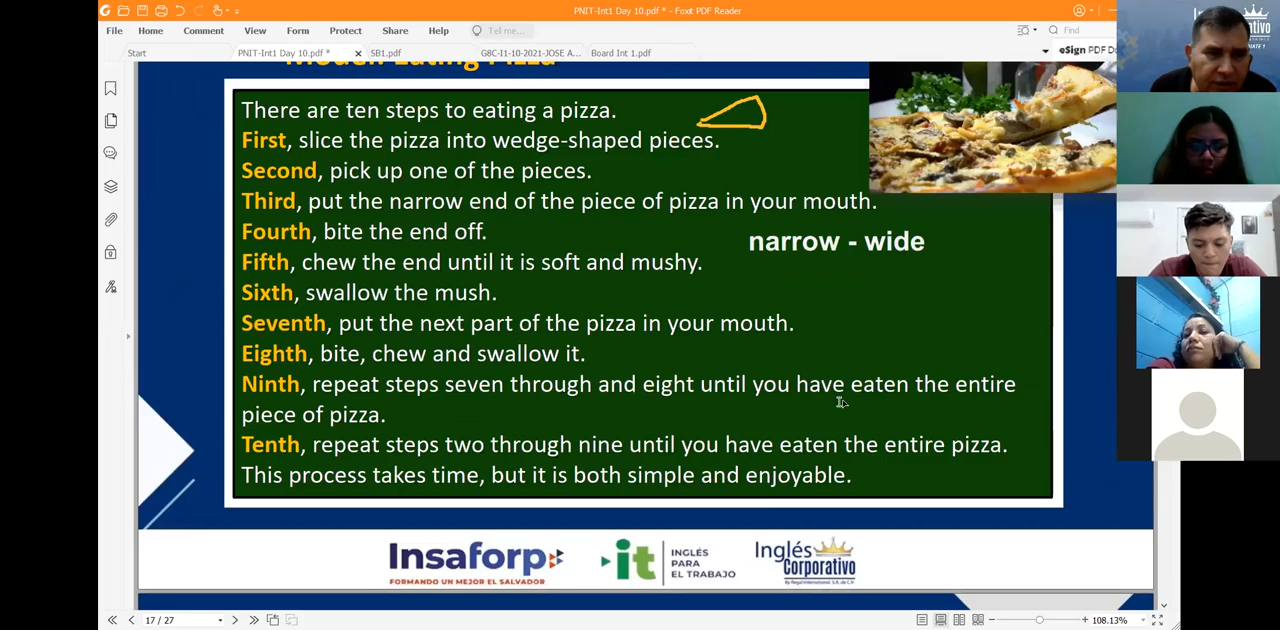 PNIT-Int1 Day 10.pdf * - Foxit PDF Reader
File Home Comment View Form Protect Share Help Tell me... Find
Start PNIT-Int1 Day 10.pdf * SB1.pdf G8C-I1-10-2021-JOSE A... Board Int 1.pdf eSign PDF Do
Model: Eating Pizza
There are ten steps to eating a pizza.
First, slice the pizza into wedge-shaped pieces.
Second, pick up one of the pieces.
Third, put the narrow end of the piece of pizza in your mouth.
Fourth, bite the end off.
narrow - wide
Fifth, chew the end until it is soft and mushy.
Sixth, swallow the mush.
Seventh, put the next part of the pizza in your mouth.
Eighth, bite, chew and swallow it.
Ninth, repeat steps seven through and eight until you have eaten the entire
piece of pizza.
Tenth, repeat steps two through nine until you have eaten the entire pizza.
This process takes time, but it is both simple and enjoyable.
Insaforp
FORMANDO UN MEJOR EL SALVADOR
it
INGLÉS
PARA
EL TRABAJO
Inglés
Corporativo
By Regal International, S.A. de C.V.
17 / 27
108.13%